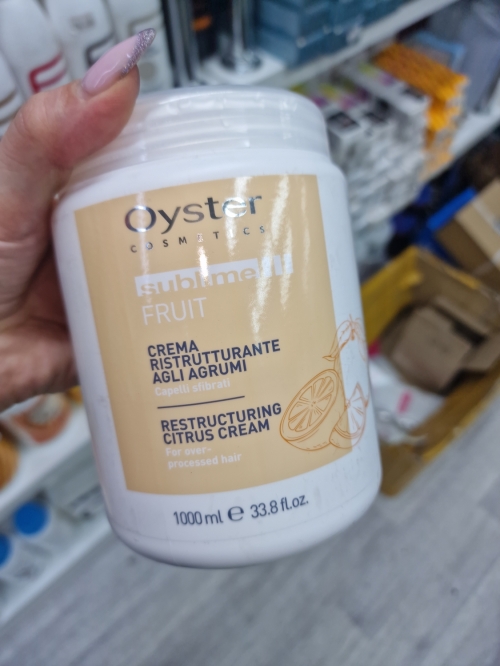 Oyster
COSMETICS
sublime
FRUIT
CREMA
RISTRUTTURANTE
AGLI AGRUMI
Capelli sfibrati
RESTRUCTURING
CITRUS CREAM
For over-
processed hair
1000 ml ℮ 33.8 fl.oz.